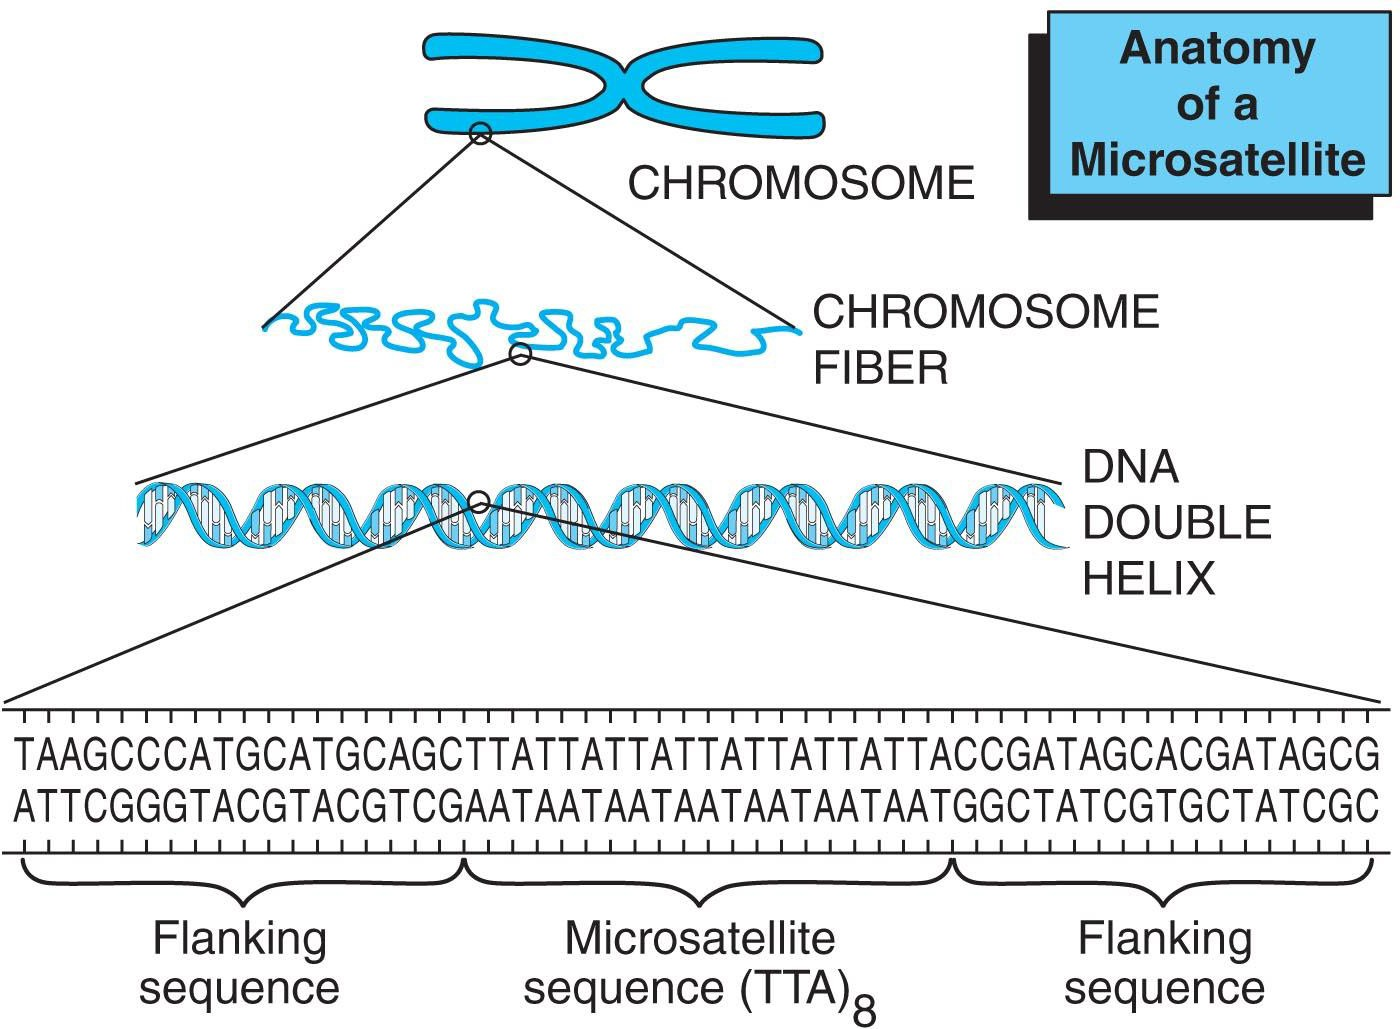 Anatomy
of a
Microsatellite
CHROMOSOME
CHROMOSOME
FIBER
DNA
DOUBLE
HELIX
TAAGCCCATGCATGCAGCTTATTATTATTATTATTATTACCGATAGCACGATAGCG
ATTCGGGTACGTACGTCGAATAATAATAATAATAATAATGGCTATCGTGCTATCGC
Flanking
sequence
Microsatellite
sequence (TTA)8
Flanking
sequence